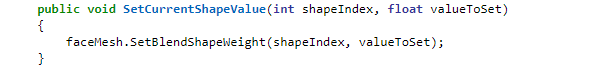 public void SetCurrentShapeValue(int shapeIndex, float valueToSet)
{
    faceMesh.SetBlendShapeWeight(shapeIndex, valueToSet);
}